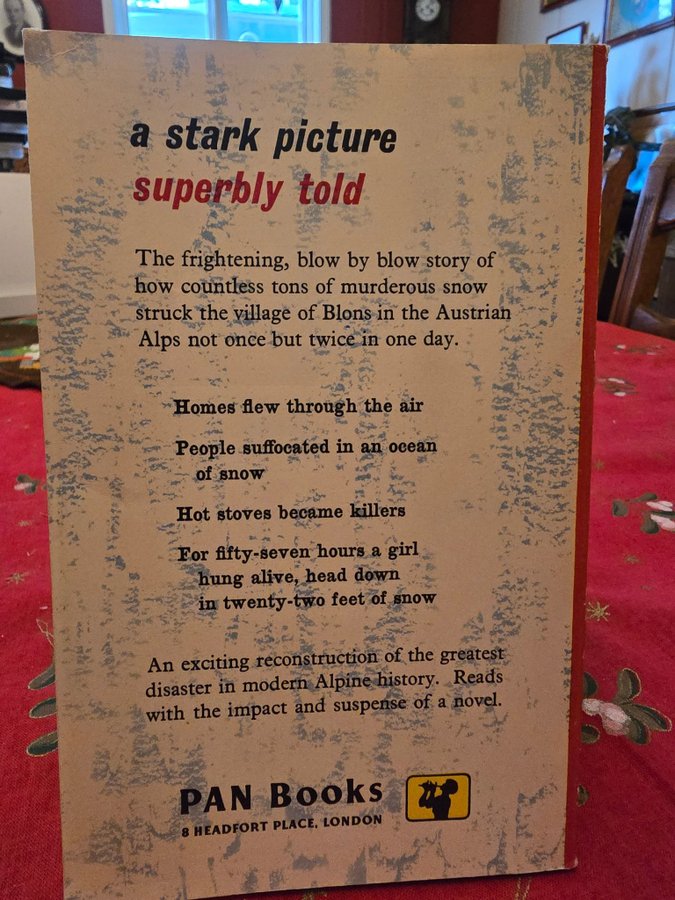 a stark picture
superbly told
The frightening, blow by blow story of
how countless tons of murderous snow
struck the village of Blons in the Austrian
Alps not once but twice in one day.
Homes flew through the air
People suffocated in an ocean
of snow
Hot stoves became killers
For fifty-seven hours a girl
hung alive, head down
in twenty-two feet of snow
An exciting reconstruction of the greatest
disaster in modern Alpine history. Reads
with the impact and suspense of a novel.
PAN Books
8 HEADFORT PLACE, LONDON